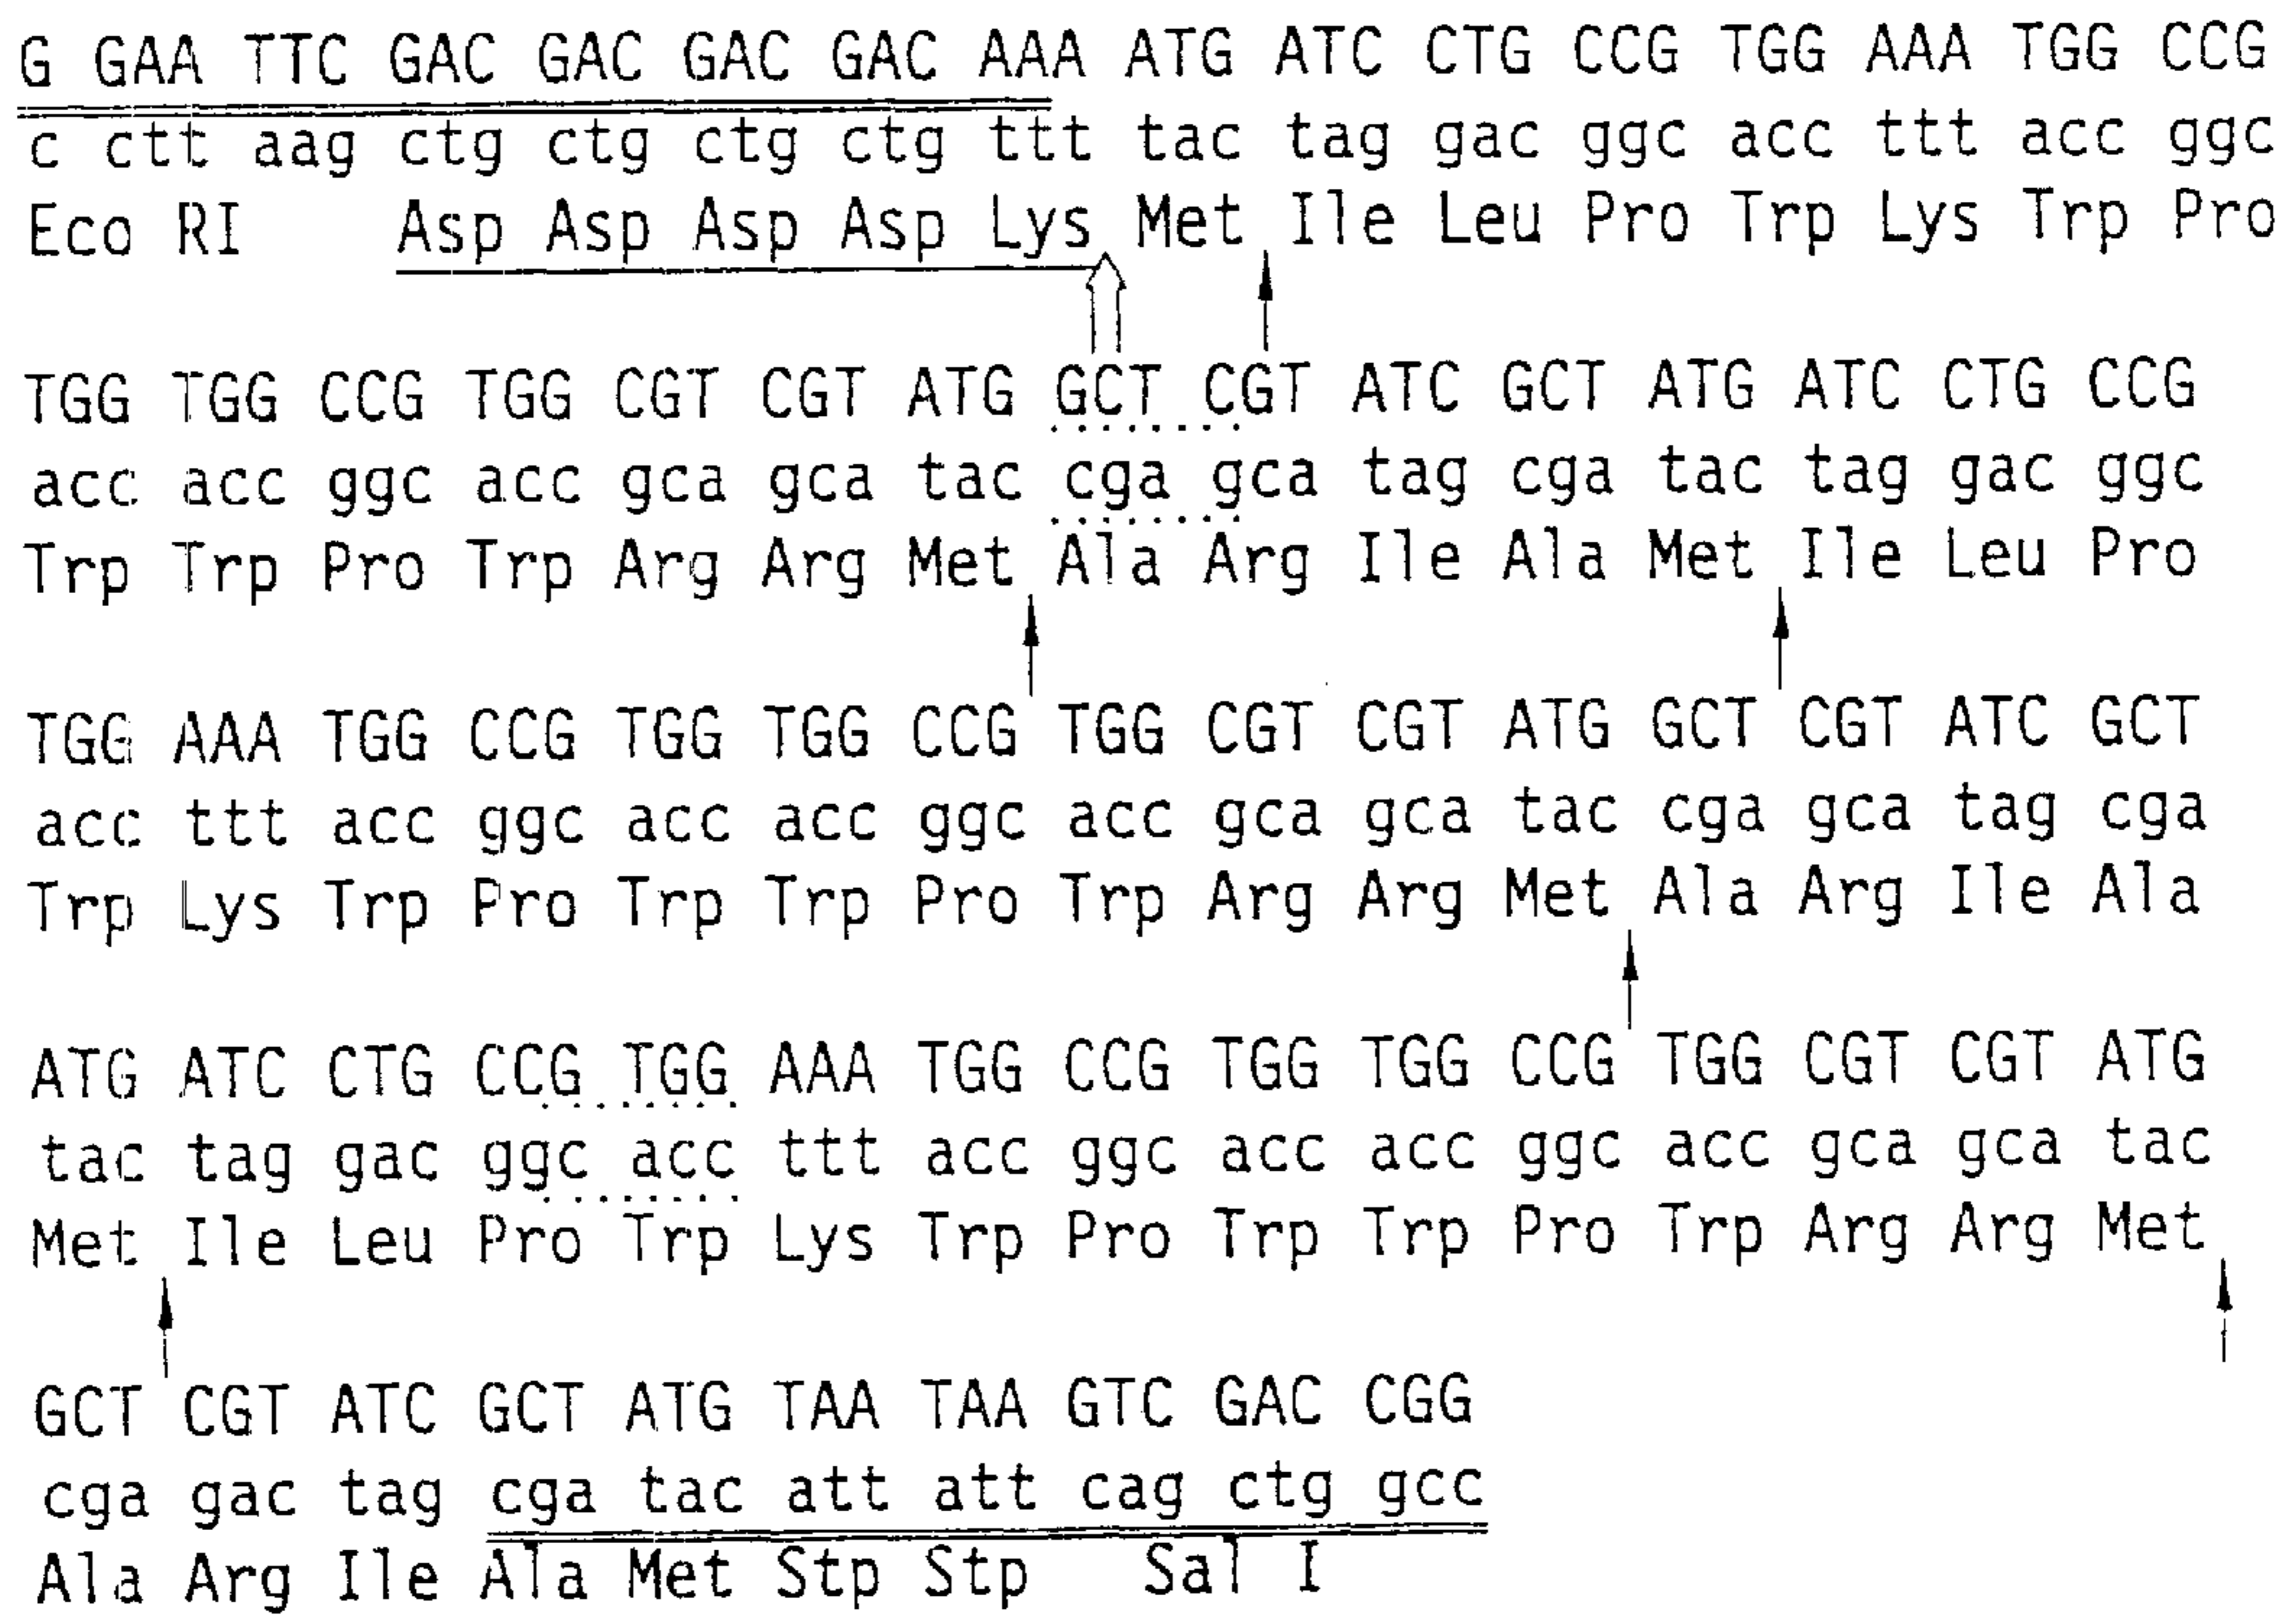 G GAA TTC GAC GAC GAC GAC AAA ATG ATC CTG CCG TGG AAA TGG CCG
c ctt aag ctg ctg ctg ctg ttt tac tag gac ggc acc ttt acc ggc
Eco RI Asp Asp Asp Asp Lys Met Ile Leu Pro Trp Lys Trp Pro
TGG TGG CCG TGG CGT CGT ATG GCT CGT ATC GCT ATG ATC CTG CCG
acc acc ggc acc gca gca tac cga gca tag cga tac tag gac ggc
Trp Trp Pro Trp Arg Arg Met Ala Arg Ile Ala Met Ile Leu Pro
TGG AAA TGG CCG TGG TGG CCG TGG CGT CGT ATG GCT CGT ATC GCT
acc ttt acc ggc acc acc ggc acc gca gca tac cga gca tag cga
Trp Lys Trp Pro Trp Trp Pro Trp Arg Arg Met Ala Arg Ile Ala
ATG ATC CTG CCG TGG AAA TGG CCG TGG TGG CCG TGG CGT CGT ATG
tac tag gac ggc acc ttt acc ggc acc acc ggc acc gca gca tac
Met Ile Leu Pro Trp Lys Trp Pro Trp Trp Pro Trp Arg Arg Met
GCT CGT ATC GCT ATG TAA TAA GTC GAC CGG
cga gac tag cga tac att att cag ctg gcc
Ala Arg Ile Ala Met Stp Stp Sal I